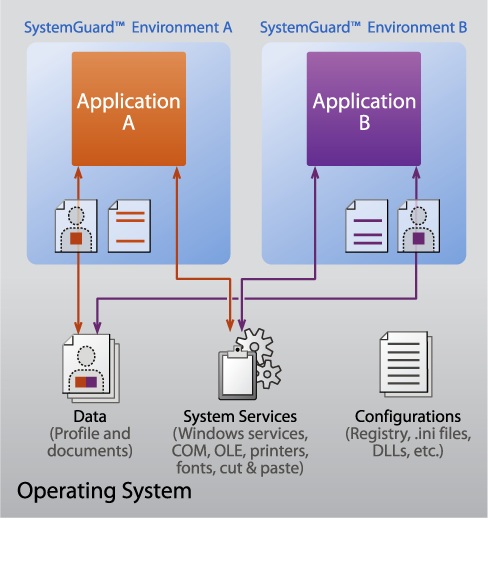 SystemGuard™ Environment A
SystemGuard™ Environment B
Application
A
Application
B
Data
(Profile and
documents)
System Services
(Windows services,
COM, OLE, printers,
fonts, cut & paste)
Configurations
(Registry, .ini files,
DLLs, etc.)
Operating System